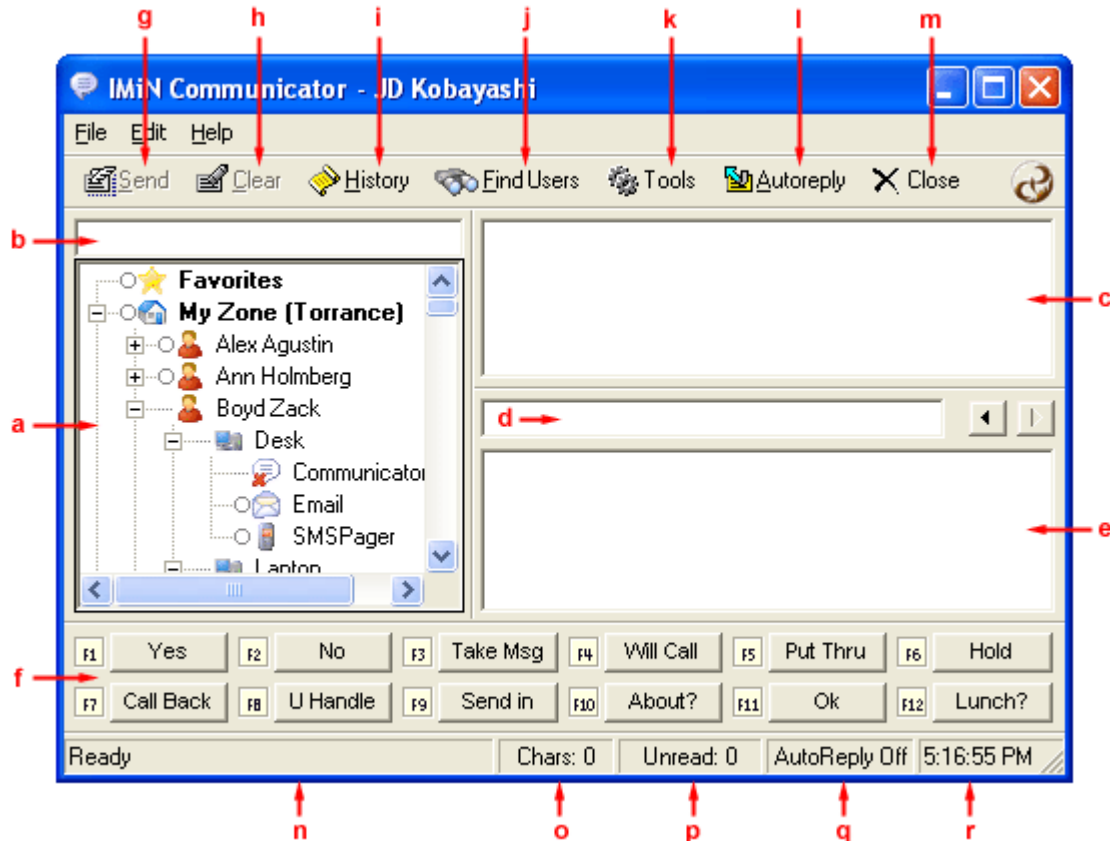 g h i j k l m
IMiN Communicator - JD Kobayashi
File Edit Help
Send Clear History Find Users Tools Autoreply Close
b
Favorites
My Zone (Torrance)
Alex Agustin
Ann Holmberg
a
Boyd Zack
Desk
Communicator
Email
SMSPager
Laptop
c
d
e
f
F1 Yes F2 No F3 Take Msg F4 Will Call F5 Put Thru F6 Hold
F7 Call Back F8 U Handle F9 Send in F10 About? F11 Ok F12 Lunch?
Ready Chars: 0 Unread: 0 AutoReply Off 5:16:55 PM
n o p q r